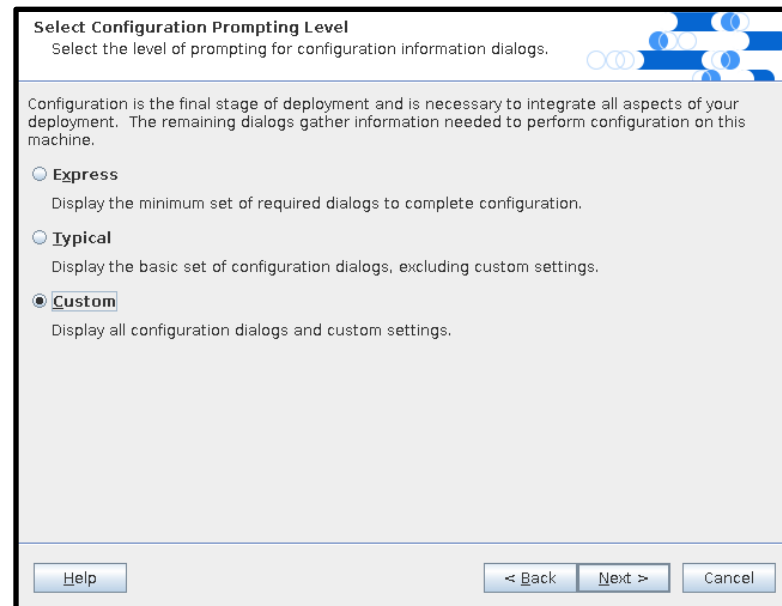 Select Configuration Prompting Level
Select the level of prompting for configuration information dialogs.
Configuration is the final stage of deployment and is necessary to integrate all aspects of your
deployment. The remaining dialogs gather information needed to perform configuration on this
machine.
Express
Display the minimum set of required dialogs to complete configuration.
Typical
Display the basic set of configuration dialogs, excluding custom settings.
Custom
Display all configuration dialogs and custom settings.
Help
< Back
Next >
Cancel